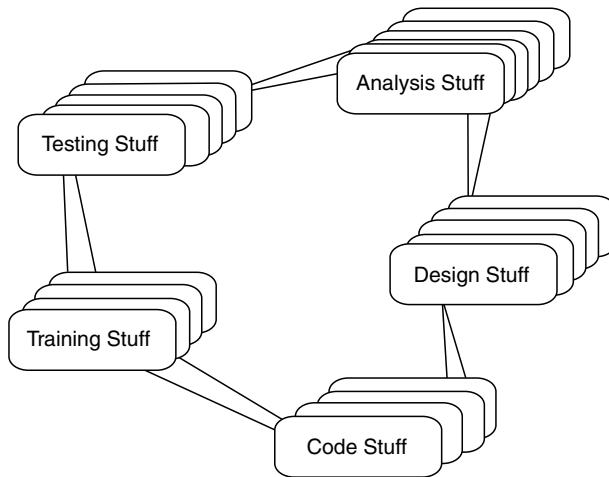 Analysis Stuff
Testing Stuff
Design Stuff
Training Stuff
Code Stuff